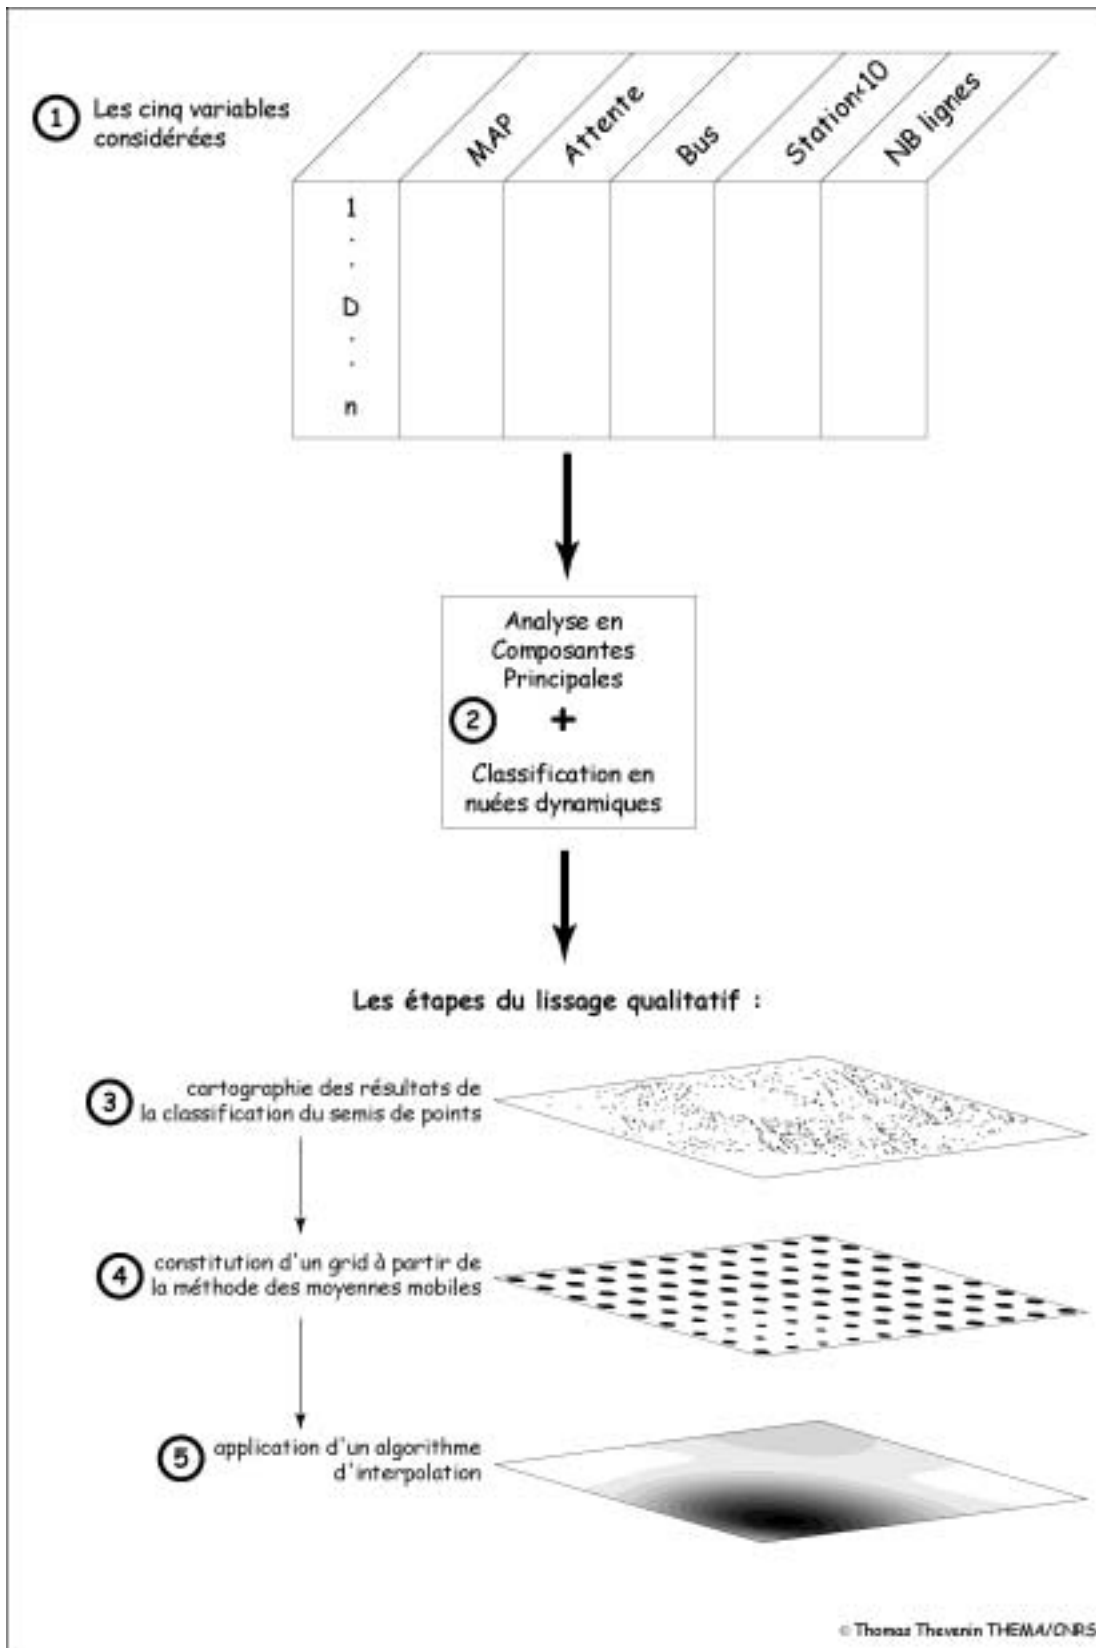 1 Les cinq variables
considérées
MAP
Attente
Bus
Station<10
NB lignes
1
.
.
D
.
.
n
Analyse en
Composantes
Principales
2 +
Classification en
nuées dynamiques
Les étapes du lissage qualitatif :
3 cartographie des résultats de
la classification du semis de points
4 constitution d'un grid à partir de
la méthode des moyennes mobiles
5 application d'un algorithme
d'interpolation
© Thomas Thevenin THEMA/CNRS